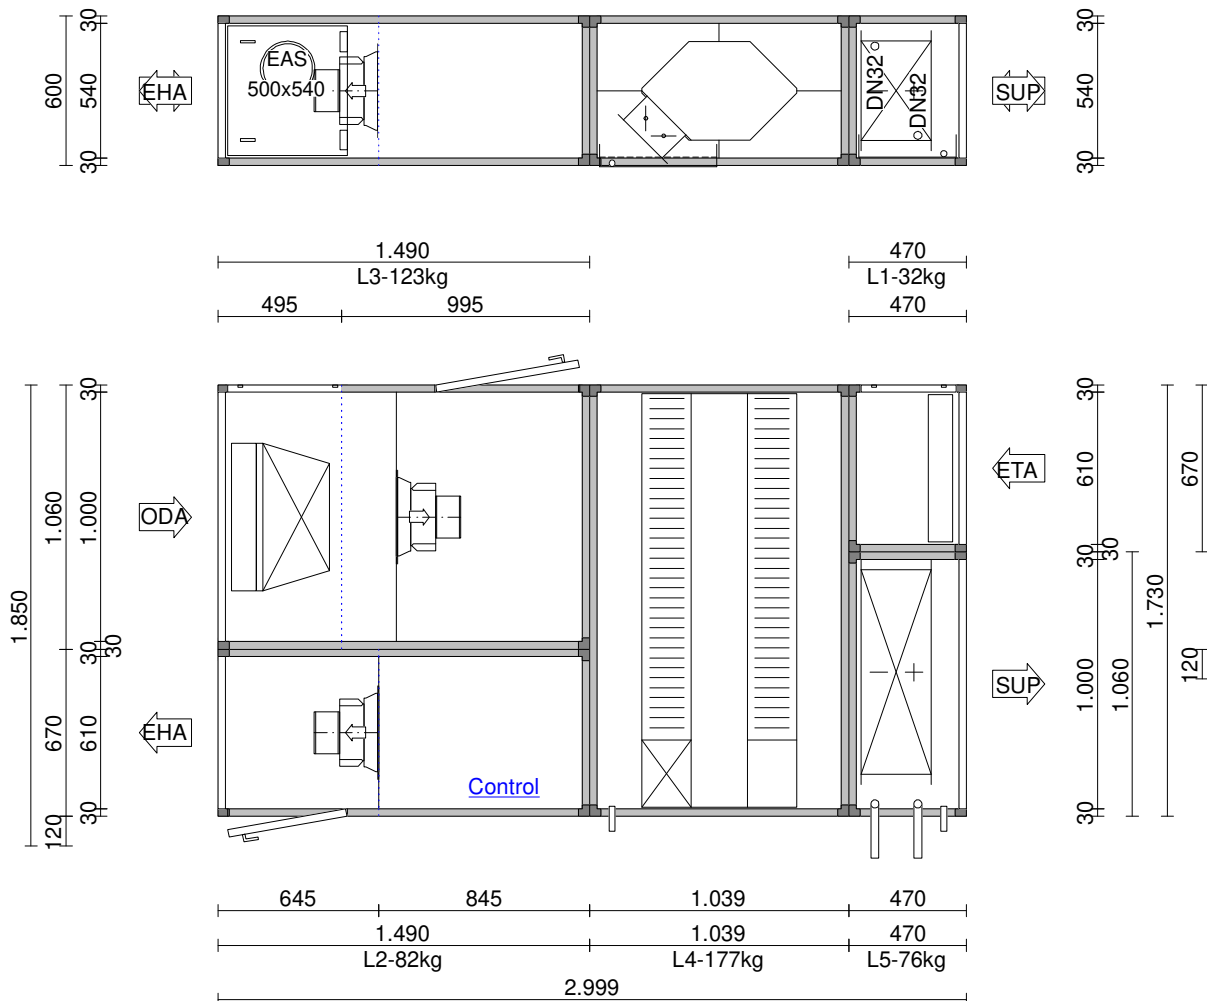 30
540
30
600
EHA
EAS
500x540
DN32
DN32
SUP
30
540
30
1.490
L3-123kg
495
995
470
L1-32kg
470
30
1.000
1.060
30
30
610
670
30
120
1.850
ODA
EHA
Control
ETA
SUP
30
610
30
30
670
1.000
1.060
1.730
120
30
645
845
1.039
470
1.490
L2-82kg
1.039
L4-177kg
470
L5-76kg
2.999